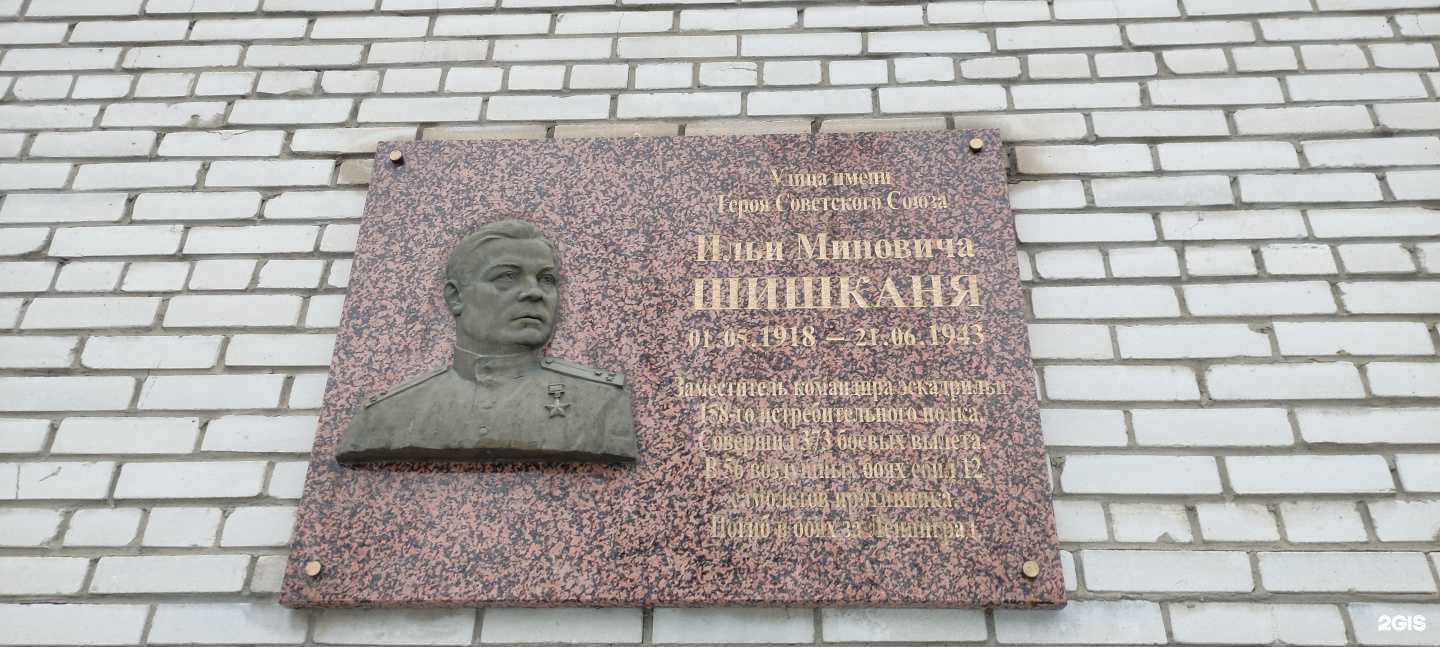 Улица имени
Героя Советского Союза
Ильи Миновича
ШИШКАНЯ
01.05.1918 – 21.06.1943
Заместитель командира эскадрильи
158-го истребительного полка.
Совершил 373 боевых вылета.
В 56 воздушных боях сбил 12
самолетов противника
Погиб в боях за Ленинград
2GIS